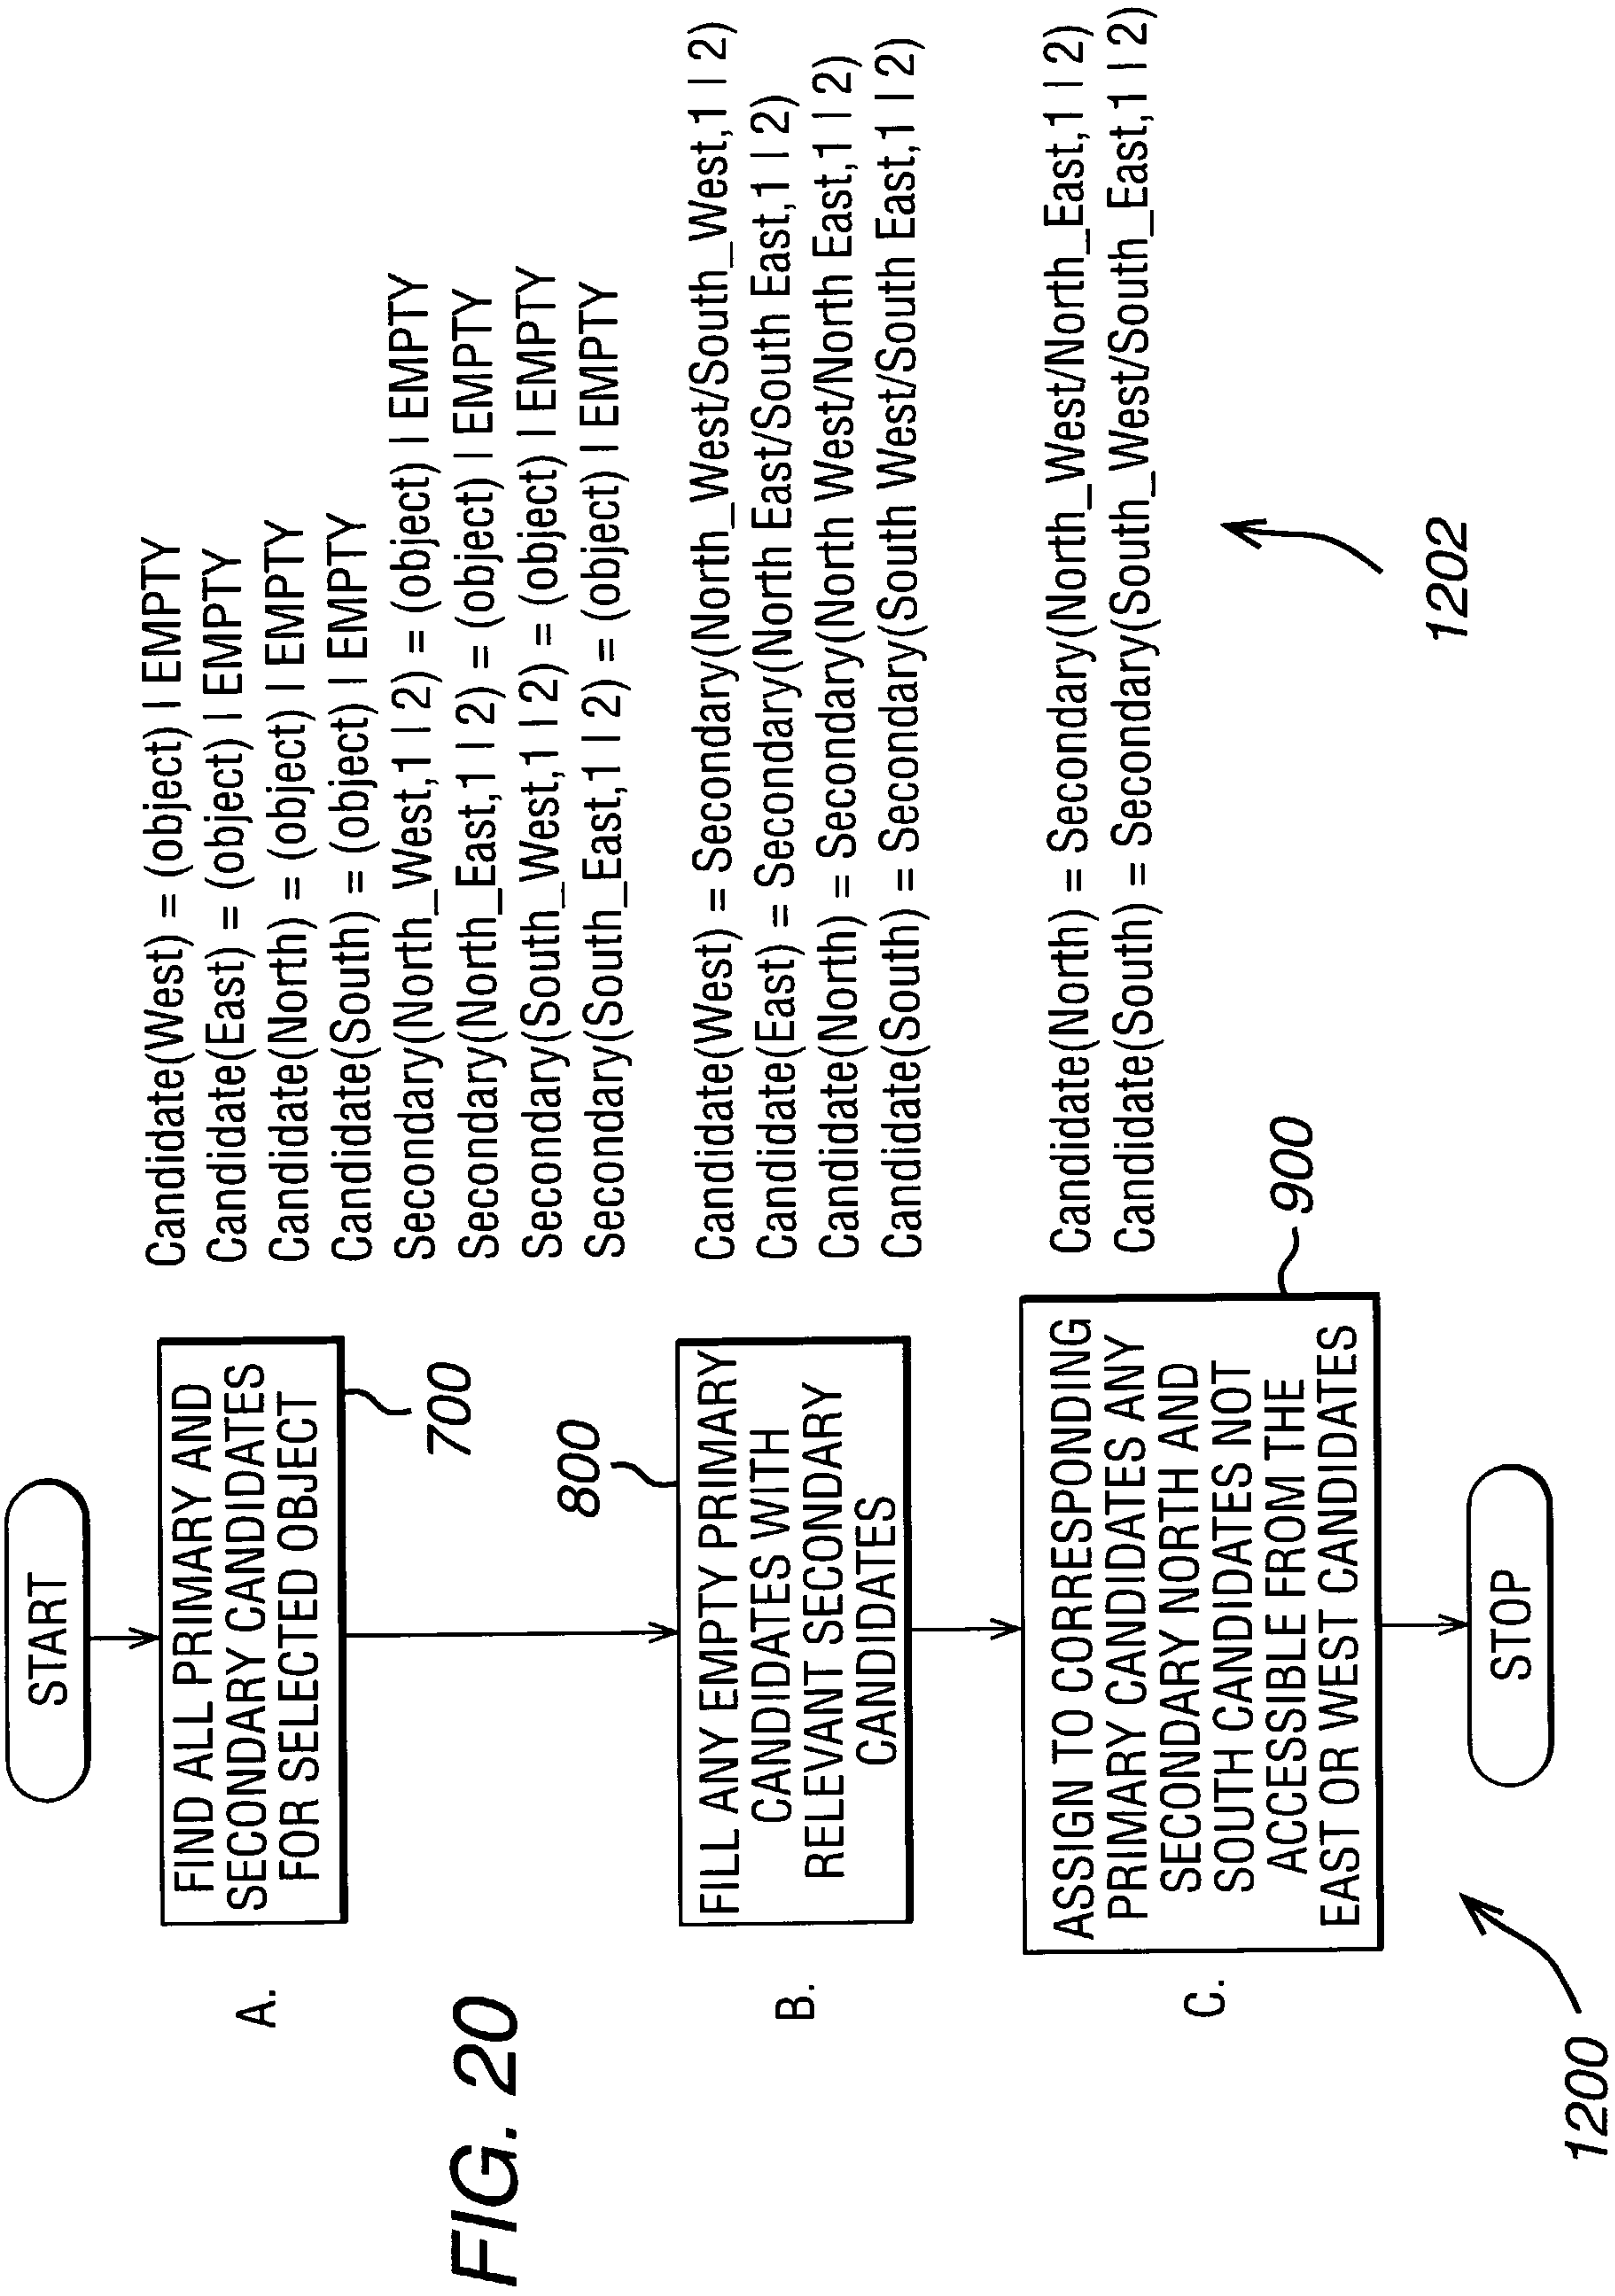 FIG. 20
START
A.
FIND ALL PRIMARY AND
SECONDARY CANDIDATES
FOR SELECTED OBJECT
700
Candidate(West) = (object) | EMPTY
Candidate(East) = (object) | EMPTY
Candidate(North) = (object) | EMPTY
Candidate(South) = (object) | EMPTY
Secondary(North_West,1 | 2) = (object) | EMPTY
Secondary(North_East,1 | 2) = (object) | EMPTY
Secondary(South_West,1 | 2) = (object) | EMPTY
Secondary(South_East,1 | 2) = (object) | EMPTY
B.
800
FILL ANY EMPTY PRIMARY
CANDIDATES WITH
RELEVANT SECONDARY
CANDIDATES
Candidate(West) = Secondary(North_West/South_West,1 | 2)
Candidate(East) = Secondary(North East/South East,1 | 2)
Candidate(North) = Secondary(North West/North East,1 | 2)
Candidate(South) = Secondary(South West/South East,1 | 2)
C.
ASSIGN TO CORRESPONDING
PRIMARY CANDIDATES ANY
SECONDARY NORTH AND
SOUTH CANDIDATES NOT
ACCESSIBLE FROM THE
EAST OR WEST CANDIDATES
900
Candidate(North) = Secondary(North_West/North_East,1 | 2)
Candidate(South) = Secondary(South_West/South_East,1 | 2)
1202
STOP
1200